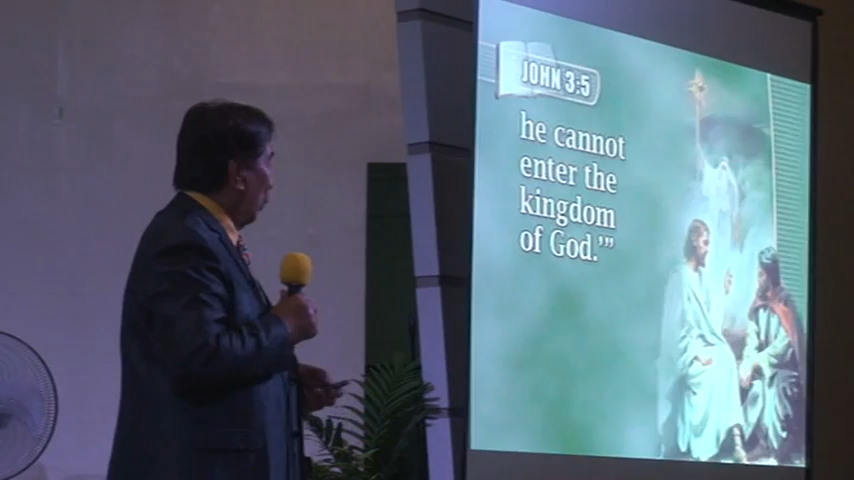 JOHN 3:5
he cannot
enter the
kingdom
of God.’”